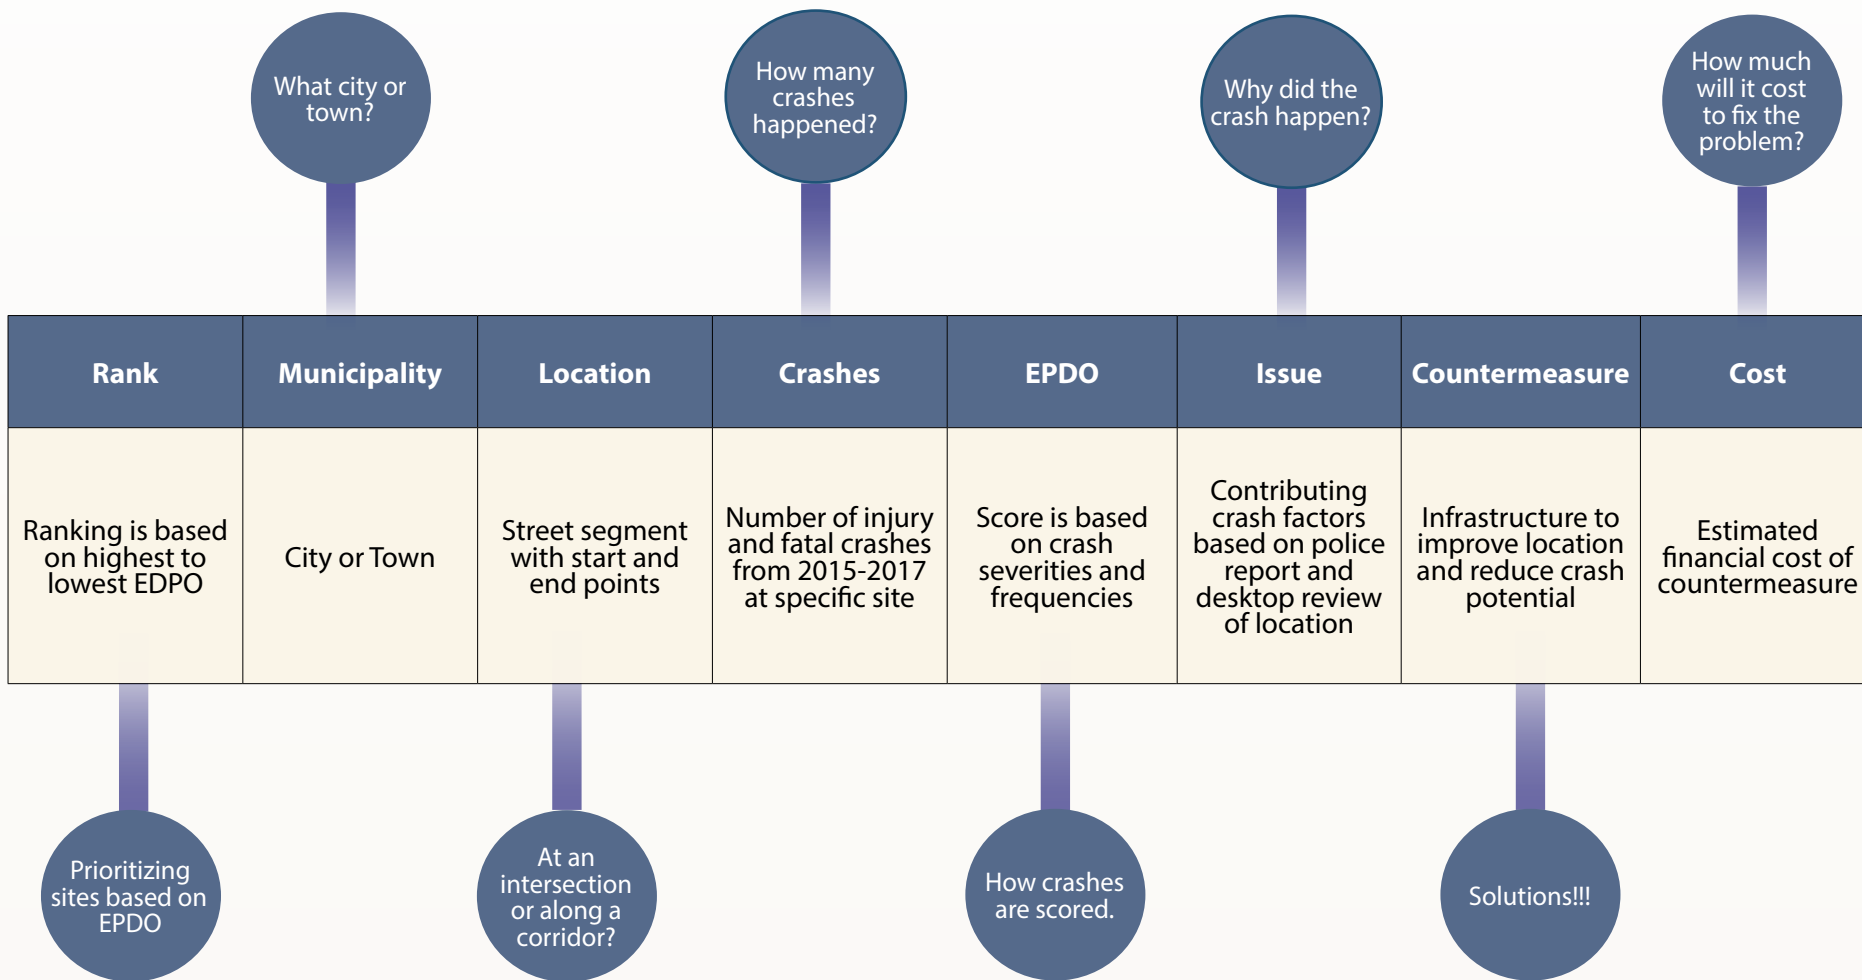 What city or
town?
How many
crashes
happened?
Why did the
crash happen?
How much
will it cost
to fix the
problem?
Rank
Municipality
Location
Crashes
EPDO
Issue
Countermeasure
Cost
Ranking is based
on highest to
lowest EDPO
City or Town
Street segment
with start and
end points
Number of injury
and fatal crashes
from 2015-2017
at specific site
Score is based
on crash
severities and
frequencies
Contributing
crash factors
based on police
report and
desktop review
of location
Infrastructure to
improve location
and reduce crash
potential
Estimated
financial cost of
countermeasure
Prioritizing
sites based on
EPDO
At an
intersection
or along a
corridor?
How crashes
are scored.
Solutions!!!